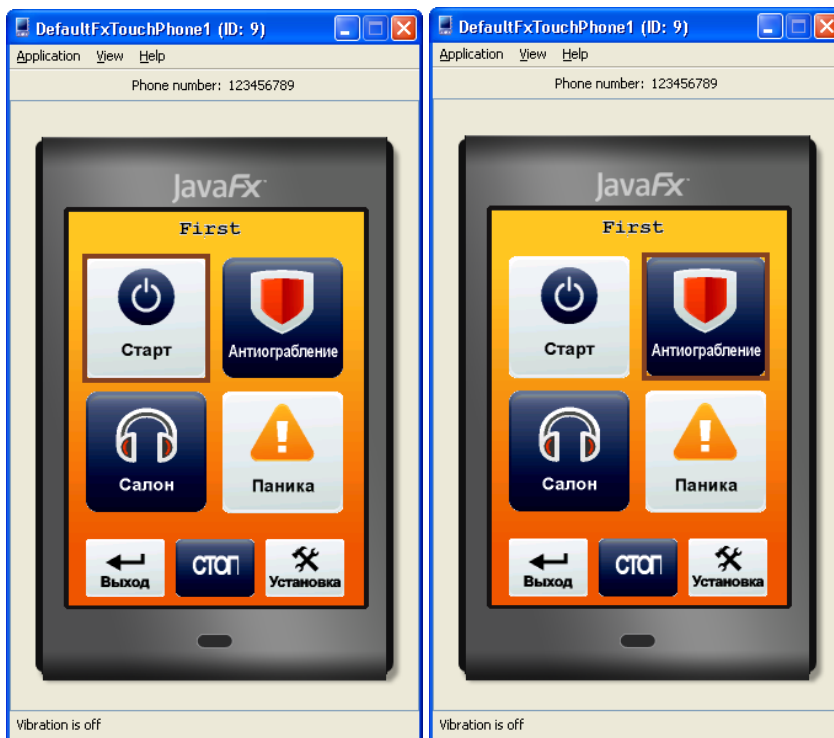 DefaultFxTouchPhone1 (ID: 9)
Application View Help
Phone number: 123456789
JavaFx
First
Старт
Антиограбление
Салон
Паника
Выход
СТОП
Установка
Vibration is off
DefaultFxTouchPhone1 (ID: 9)
Application View Help
Phone number: 123456789
JavaFx
First
Старт
Антиограбление
Салон
Паника
Выход
СТОП
Установка
Vibration is off